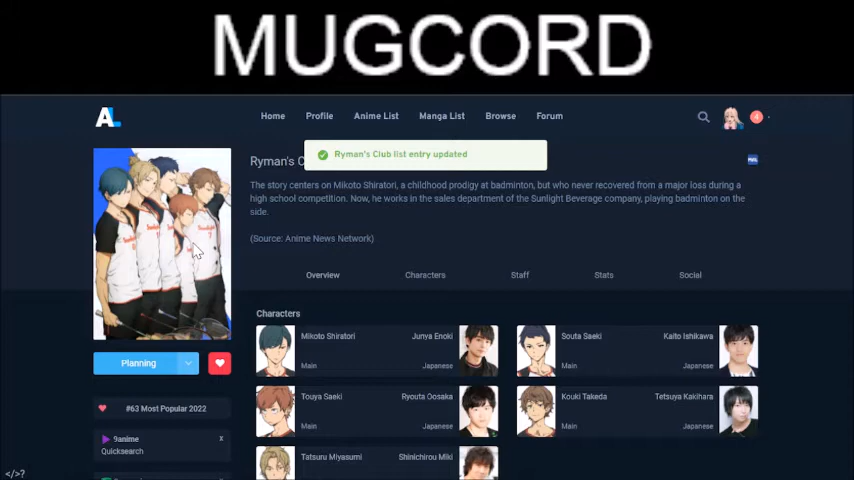 MUGCORD
AL
Home Profile Anime List Manga List Browse Forum
4
Ryman's C
Ryman's Club list entry updated
The story centers on Mikoto Shiratori, a childhood prodigy at badminton, but who never recovered from a major loss during a
high school competition. Now, he works in the sales department of the Sunlight Beverage company, playing badminton on the
side.
(Source: Anime News Network)
Overview Characters Staff Stats Social
Characters
Mikoto Shiratori Junya Enoki
Main Japanese
Souta Saeki Kaito Ishikawa
Main Japanese
Touya Saeki Ryouta Oosaka
Main Japanese
Kouki Takeda Tetsuya Kakihara
Main Japanese
Tatsuru Miyasumi Shinichirou Miki
Planning
#63 Most Popular 2022
9anime x
Quicksearch
</>?